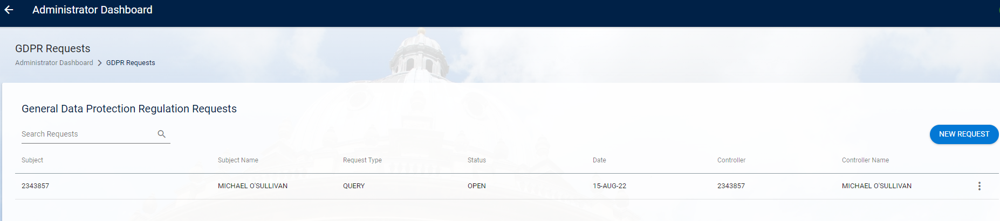 Administrator Dashboard
GDPR Requests
Administrator Dashboard GDPR Requests
General Data Protection Regulation Requests
Search Requests
NEW REQUEST
Subject Subject Name Request Type Status Date Controller Controller Name
2343857 MICHAEL O'SULLIVAN QUERY OPEN 15-AUG-22 2343857 MICHAEL O'SULLIVAN